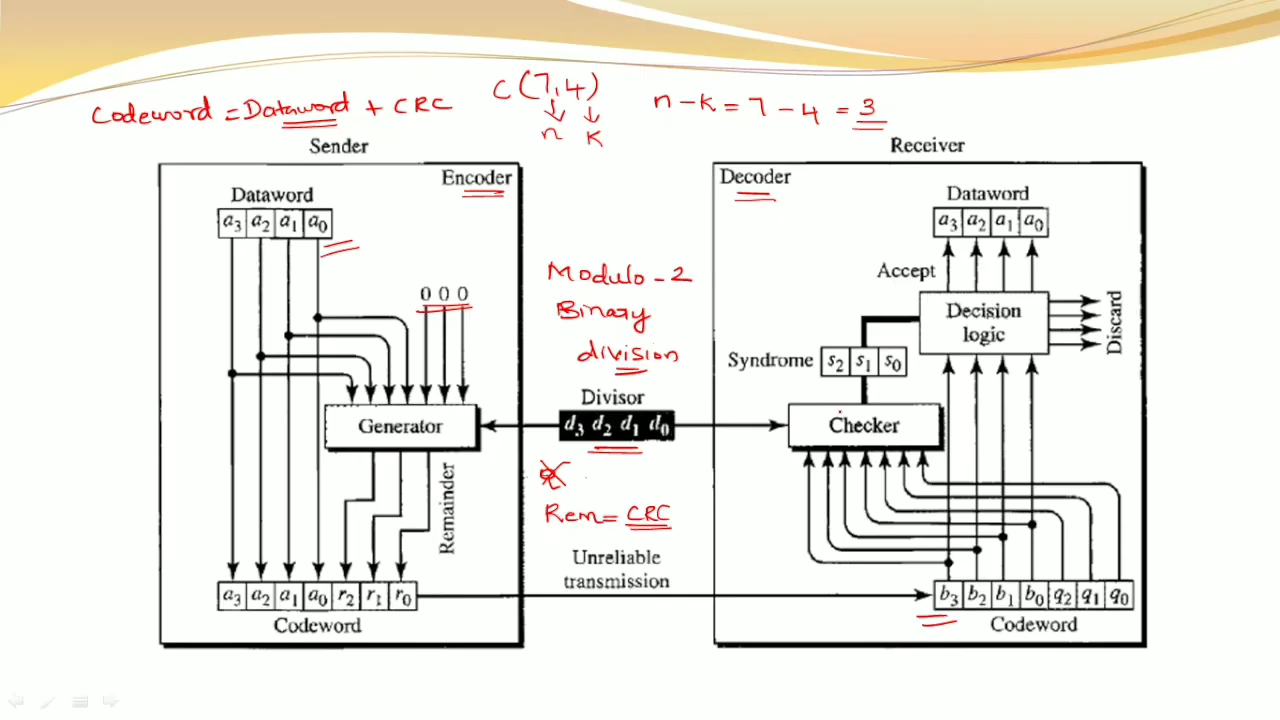 C(7,4)
n k
Codeword = Dataword + CRC
n - k = 7 - 4 = 3
Sender
Encoder
Dataword
a3 a2 a1 a0
0 0 0
Generator
Remainder
a3 a2 a1 a0 r2 r1 r0
Codeword
Modulo - 2
Binary
division
Divisor
d3 d2 d1 d0
Rem = CRC
Unreliable
transmission
Receiver
Decoder
Dataword
a3 a2 a1 a0
Accept
Decision
logic
Discard
Syndrome s2 s1 s0
Checker
b3 b2 b1 b0 q2 q1 q0
Codeword